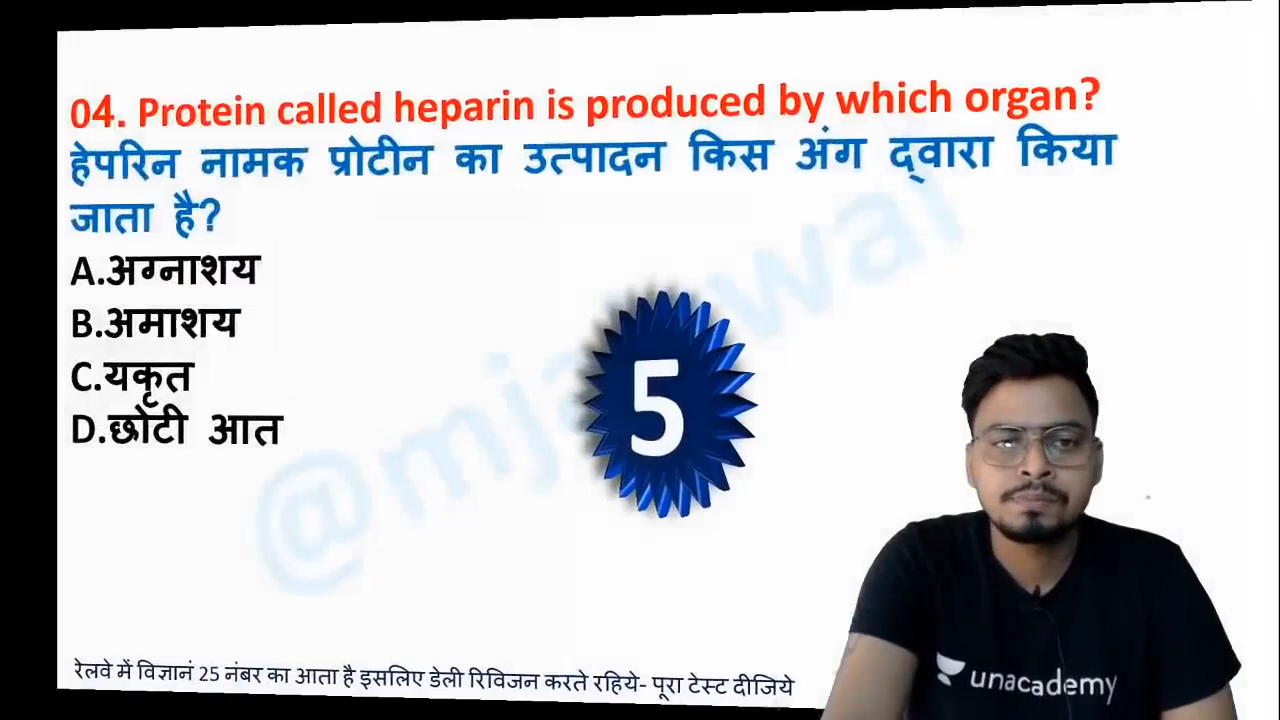 04. Protein called heparin is produced by which organ?
हेपरिन नामक प्रोटीन का उत्पादन किस अंग द्वारा किया
जाता है?
A.अग्नाशय
B.अमाशय
C.यकृत
D.छोटी आत
5
रेलवे में विज्ञानं 25 नंबर का आता है इसलिए डेली रिविजन करते रहिये- पूरा टेस्ट दीजिये
unacademy